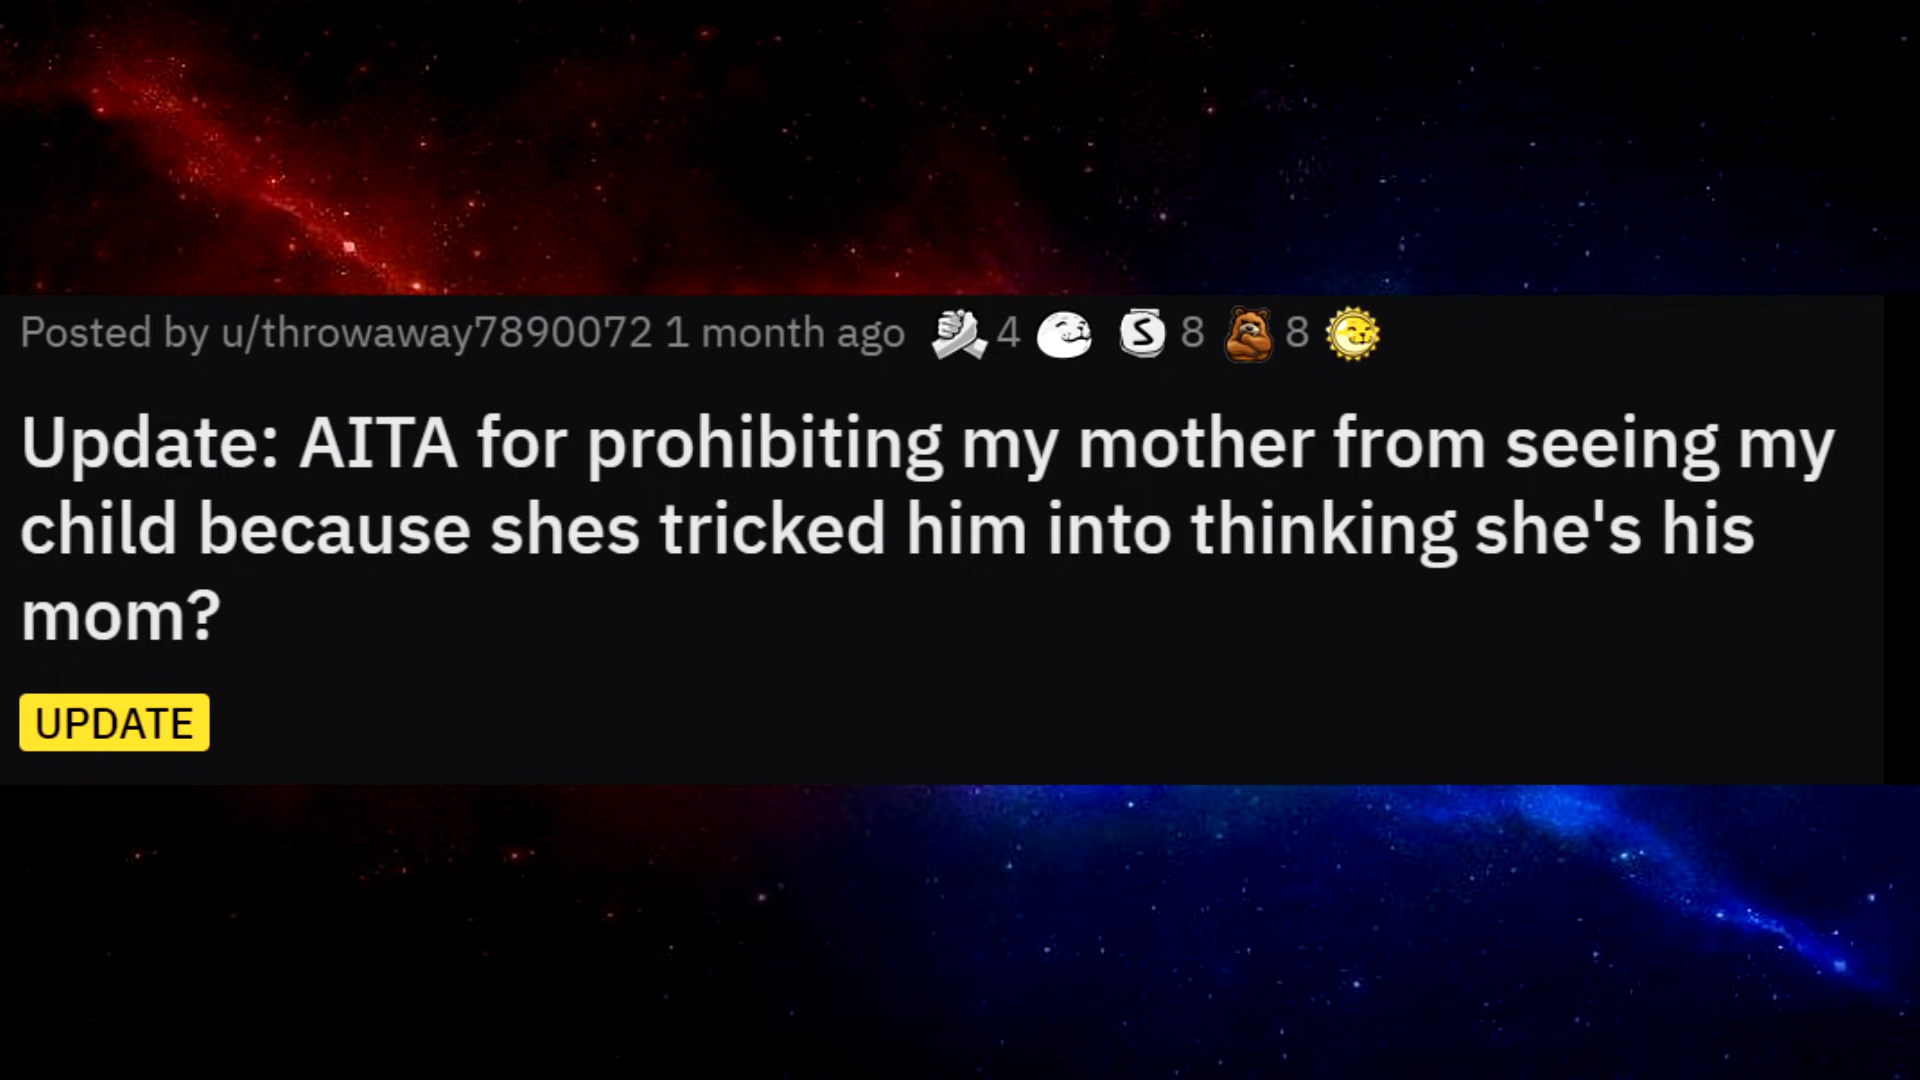 Posted by u/throwaway7890072 1 month ago 4 S 8 8
Update: AITA for prohibiting my mother from seeing my
child because shes tricked him into thinking she's his
mom?
UPDATE